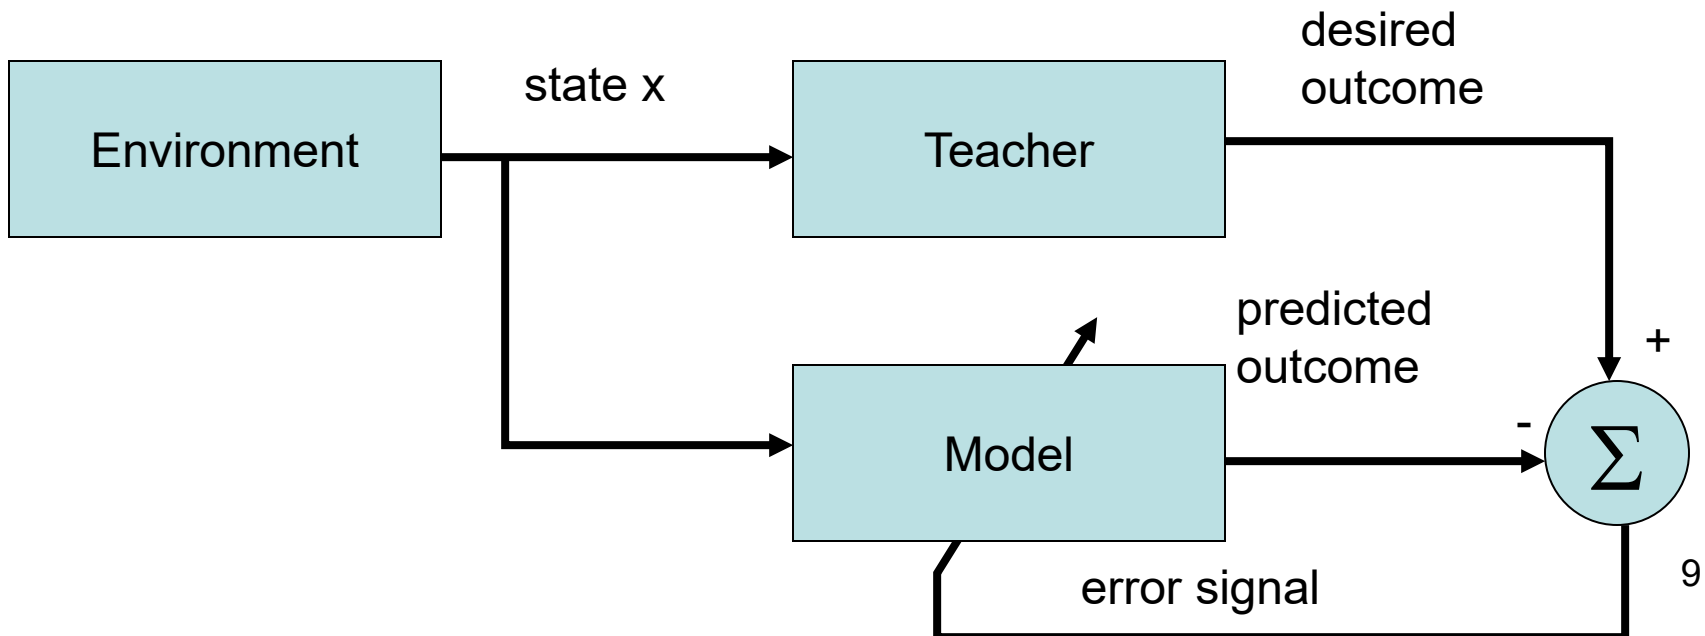 desired
outcome
state x
Environment
Teacher
predicted
outcome
+
-
Model
Σ
error signal
9